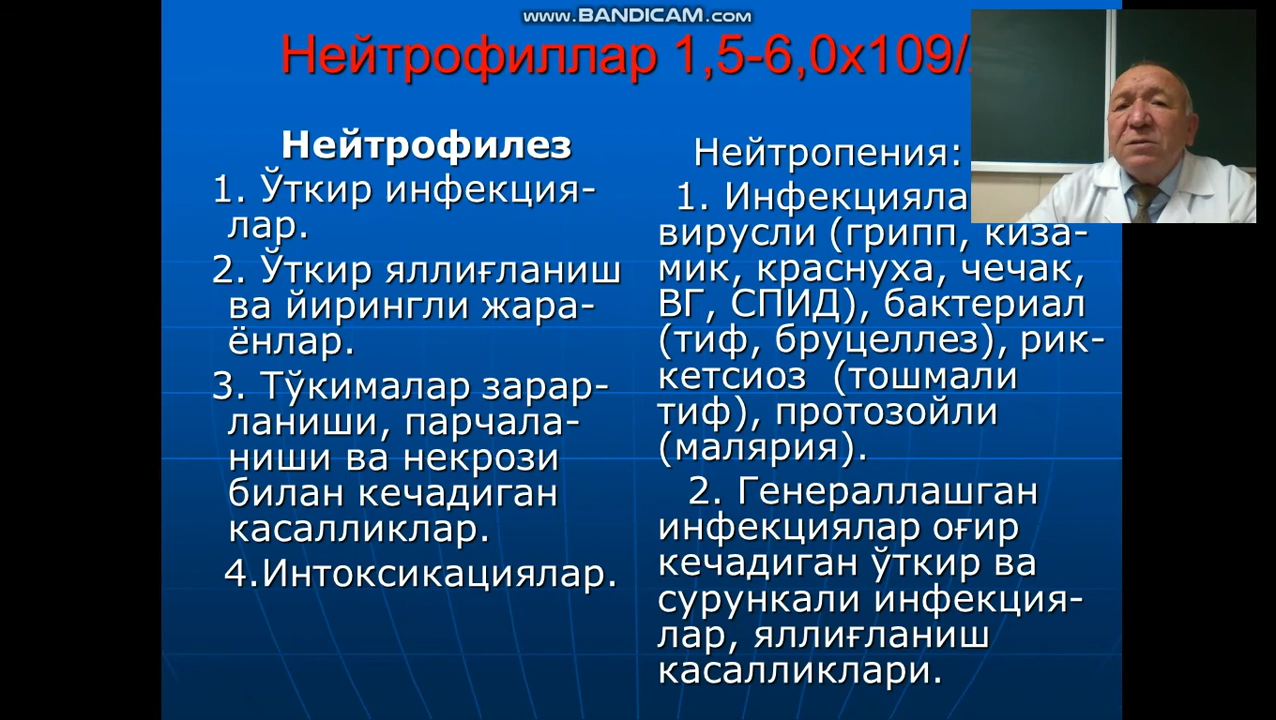 www.BANDICAM.com
Нейтрофиллар 1,5-6,0х109/
Нейтрофилез
1. Ўткир инфекция-
лар.
2. Ўткир яллиғланиш
ва йирингли жара-
ёнлар.
3. Тўкималар зарар-
ланиши, парчала-
ниши ва некрози
билан кечадиган
касалликлар.
4.Интоксикациялар.
Нейтропения:
1. Инфекцияла
вирусли (грипп, киза-
мик, краснуха, чечак,
ВГ, СПИД), бактериал
(тиф, бруцеллез), рик-
кетсиоз (тошмали
тиф), протозойли
(малярия).
2. Генераллашган
инфекциялар оғир
кечадиган ўткир ва
сурункали инфекция-
лар, яллиғланиш
касалликлари.